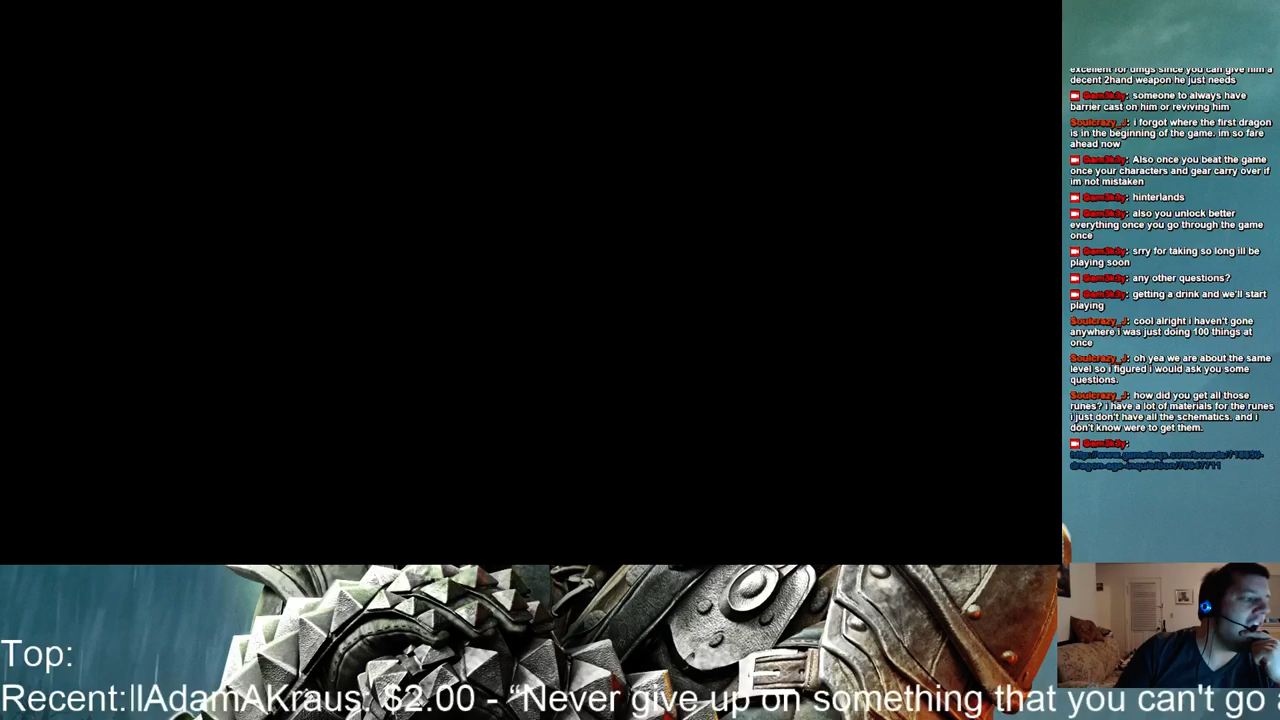 excellent for dmgs since you can give him a
decent 2hand weapon he just needs
someone to always have
barrier cast on him or reviving him
Soulcrazy_J: i forgot where the first dragon
is in the beginning of the game. im so fare
ahead now
Also once you beat the game
once your characters and gear carry over if
im not mistaken
hinterlands
also you unlock better
everything once you go through the game
once
srry for taking so long ill be
playing soon
any other questions?
getting a drink and we'll start
playing
Soulcrazy_J: cool alright i haven't gone
anywhere i was just doing 100 things at
once
Soulcrazy_J: oh yea we are about the same
level so i figured i would ask you some
questions.
Soulcrazy_J: how did you get all those
runes? i have a lot of materials for the runes
i just don't have all the schematics. and i
don't know were to get them.
Top:
Recent:||AdamAKraus: $2.00 - “Never give up on something that you can't go